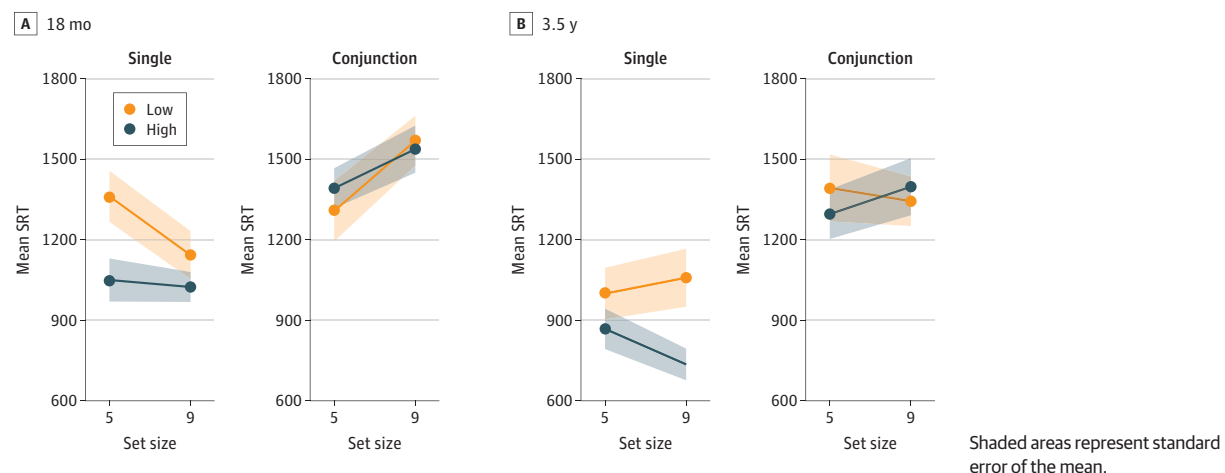 A 18 mo
Single
Conjunction
1800
1500
1200
900
600
Mean SRT
Low
High
5 9
Set size
1800
1500
1200
900
600
Mean SRT
5 9
Set size
B 3.5 y
Single
Conjunction
1800
1500
1200
900
600
Mean SRT
5 9
Set size
1800
1500
1200
900
600
Mean SRT
5 9
Set size
Shaded areas represent standard
error of the mean.